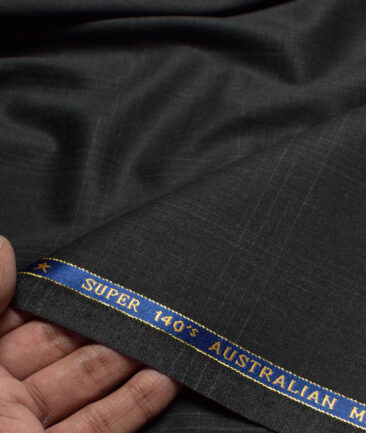 ★ SUPER 140's AUSTRALIAN M